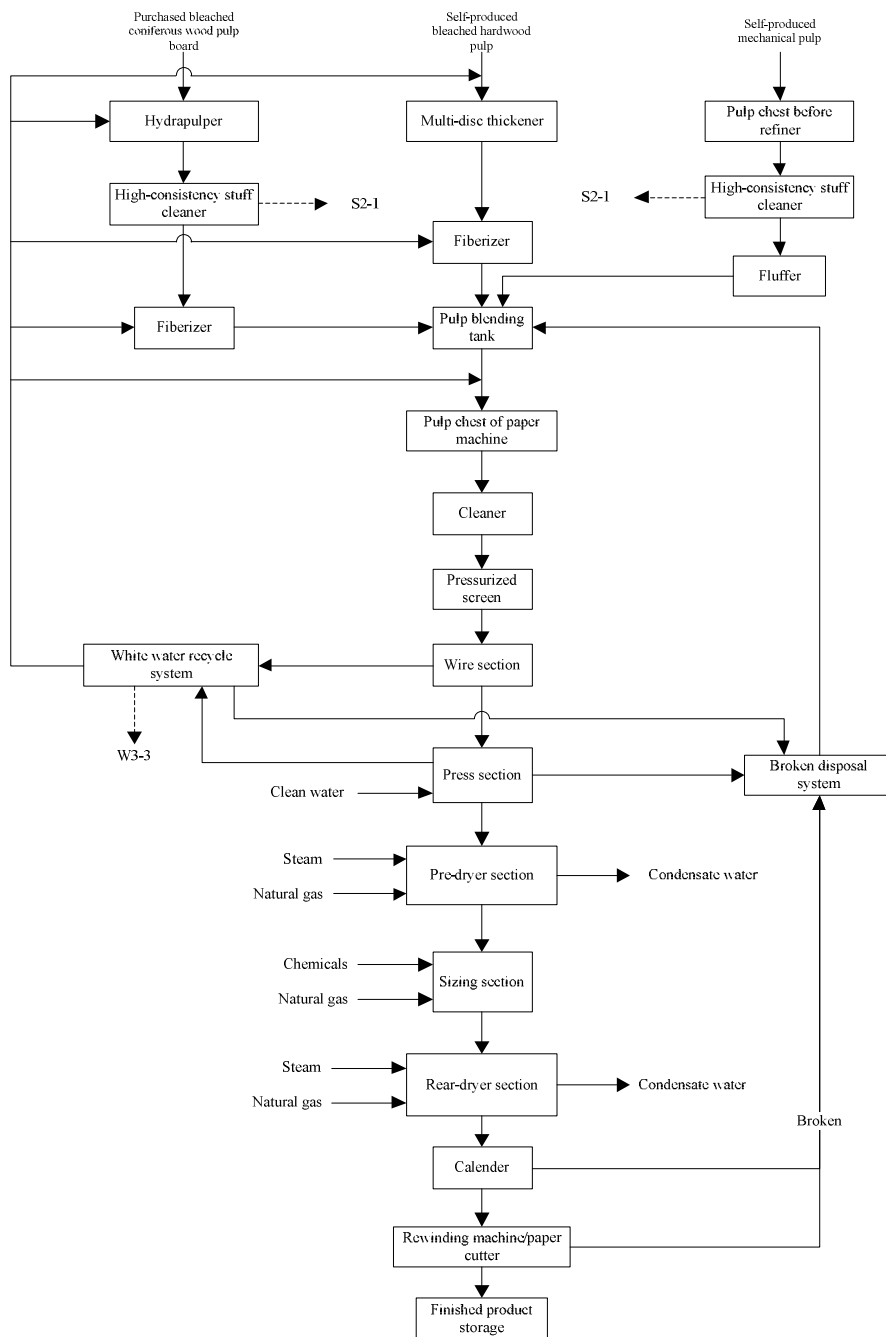 Purchased bleached
coniferous wood pulp
board
Self-produced
bleached hardwood
pulp
Self-produced
mechanical pulp
Hydrapulper
Multi-disc thickener
Pulp chest before
refiner
High-consistency stuff
cleaner
S2-1
S2-1
High-consistency stuff
cleaner
Fiberizer
Fluffer
Fiberizer
Pulp blending
tank
Pulp chest of paper
machine
Cleaner
Pressurized
screen
White water recycle
system
Wire section
W3-3
Press section
Broken disposal
system
Clean water
Steam
Pre-dryer section
Condensate water
Natural gas
Chemicals
Sizing section
Natural gas
Steam
Rear-dryer section
Condensate water
Natural gas
Broken
Calender
Rewinding machine/paper
cutter
Finished product
storage